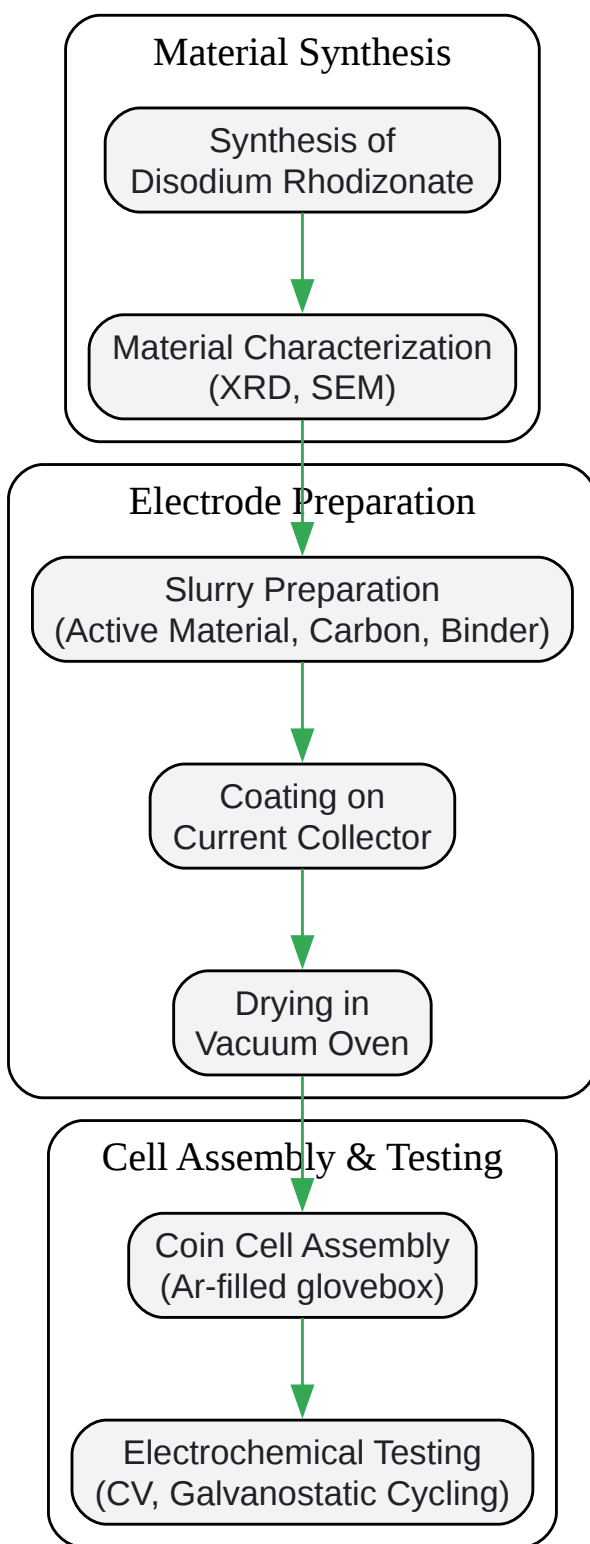 Material Synthesis
Synthesis of
Disodium Rhodizonate
Material Characterization
(XRD, SEM)
Electrode Preparation
Slurry Preparation
(Active Material, Carbon, Binder)
Coating on
Current Collector
Drying in
Vacuum Oven
Cell Assembly & Testing
Coin Cell Assembly
(Ar-filled glovebox)
Electrochemical Testing
(CV, Galvanostatic Cycling)